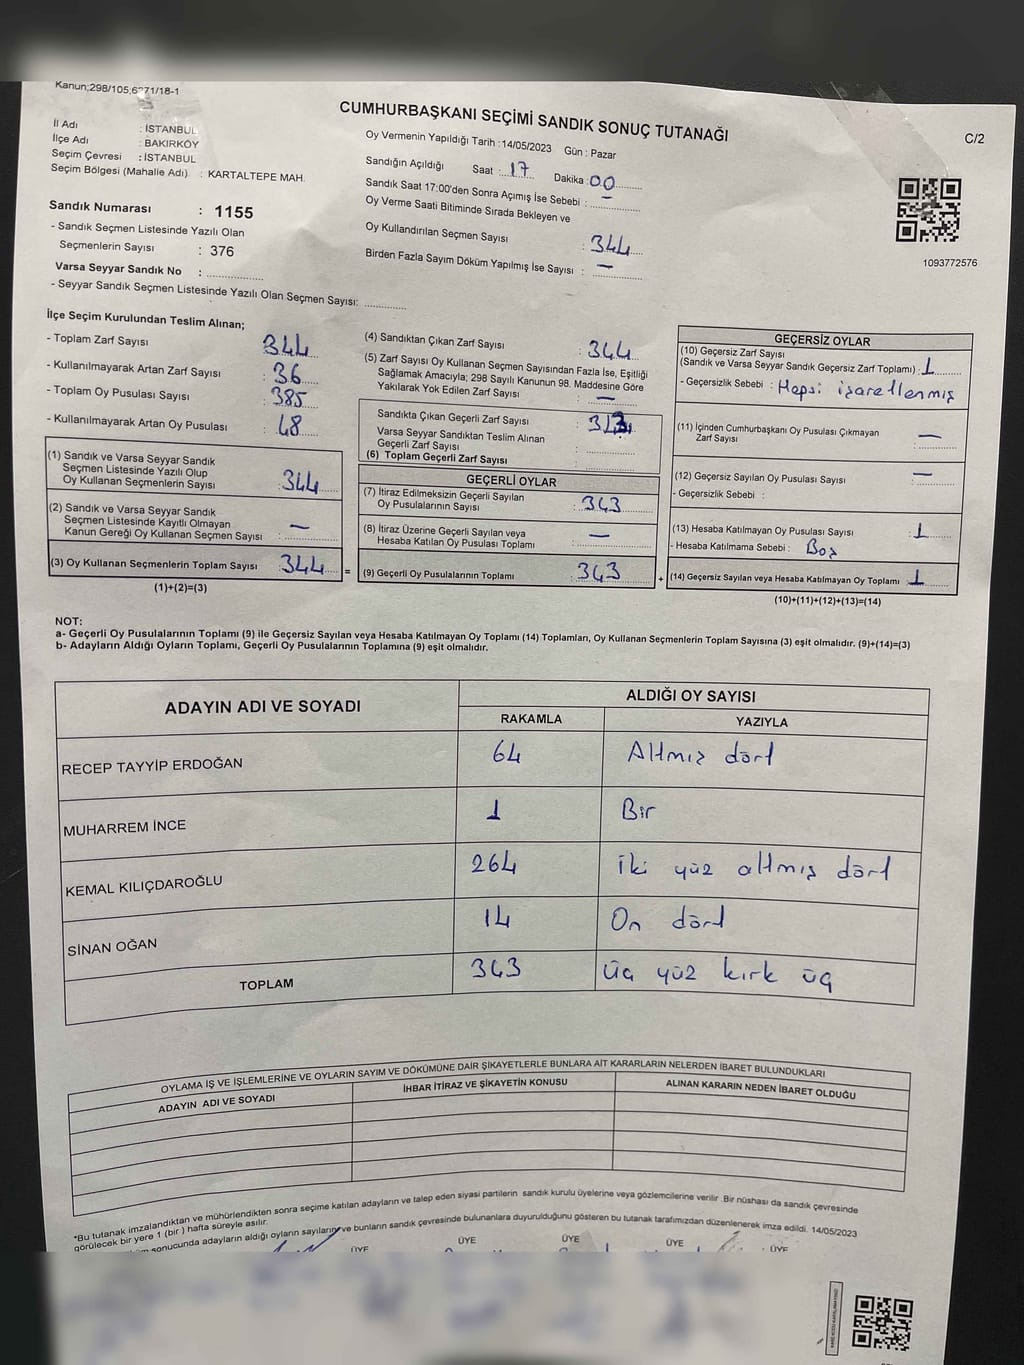 Kanun;298/105,6271/18-1
CUMHURBAŞKANI SEÇİMİ SANDIK SONUÇ TUTANAĞI
C/2
İl Adı : İSTANBUL
İlçe Adı : BAKIRKÖY
Seçim Çevresi : İSTANBUL
Seçim Bölgesi (Mahalle Adı) : KARTALTEPE MAH.
Oy Vermenin Yapıldığı Tarih :14/05/2023 Gün : Pazar
Sandığın Açıldığı Saat : 17 Dakika : 00
Sandık Saat 17:00'den Sonra Açımış İse Sebebi : –
Oy Verme Saati Bitiminde Sırada Bekleyen ve
Oy Kullandırılan Seçmen Sayısı : 344
Birden Fazla Sayım Döküm Yapılmış İse Sayısı : –
1093772576
Sandık Numarası : 1155
- Sandık Seçmen Listesinde Yazılı Olan
Seçmenlerin Sayısı : 376
Varsa Seyyar Sandık No :
- Seyyar Sandık Seçmen Listesinde Yazılı Olan Seçmen Sayısı:
İlçe Seçim Kurulundan Teslim Alınan;
- Toplam Zarf Sayısı : 344
- Kullanılmayarak Artan Zarf Sayısı : 36
- Toplam Oy Pusulası Sayısı : 385
- Kullanılmayarak Artan Oy Pusulası : 48
(1) Sandık ve Varsa Seyyar Sandık
Seçmen Listesinde Yazılı Olup
Oy Kullanan Seçmenlerin Sayısı : 344
(2) Sandık ve Varsa Seyyar Sandık
Seçmen Listesinde Kayıtlı Olmayan
Kanun Gereği Oy Kullanan Seçmen Sayısı : –
(3) Oy Kullanan Seçmenlerin Toplam Sayısı : 344 =
(1)+(2)=(3)
(4) Sandıktan Çıkan Zarf Sayısı : 344
(5) Zarf Sayısı Oy Kullanan Seçmen Sayısından Fazla İse, Eşitliği
Sağlamak Amacıyla; 298 Sayılı Kanunun 98. Maddesine Göre
Yakılarak Yok Edilen Zarf Sayısı : –
Sandıkta Çıkan Geçerli Zarf Sayısı : 343
Varsa Seyyar Sandıktan Teslim Alınan
Geçerli Zarf Sayısı :
(6) Toplam Geçerli Zarf Sayısı :
GEÇERLİ OYLAR
(7) İtiraz Edilmeksizin Geçerli Sayılan
Oy Pusulalarının Sayısı : 343
(8) İtiraz Üzerine Geçerli Sayılan veya
Hesaba Katılan Oy Pusulası Toplamı : –
(9) Geçerli Oy Pusulalarının Toplamı : 343 +
GEÇERSİZ OYLAR
(10) Geçersiz Zarf Sayısı
(Sandık ve Varsa Seyyar Sandık Geçersiz Zarf Toplamı) : 1
- Geçersizlik Sebebi : Hepsi işaretlenmiş
(11) İçinden Cumhurbaşkanı Oy Pusulası Çıkmayan
Zarf Sayısı : –
(12) Geçersiz Sayılan Oy Pusulası Sayısı : –
- Geçersizlik Sebebi :
(13) Hesaba Katılmayan Oy Pusulası Sayısı : 1
- Hesaba Katılmama Sebebi : Boş
(14) Geçersiz Sayılan veya Hesaba Katılmayan Oy Toplamı : 1
(10)+(11)+(12)+(13)=(14)
NOT:
a- Geçerli Oy Pusulalarının Toplamı (9) ile Geçersiz Sayılan veya Hesaba Katılmayan Oy Toplamı (14) Toplamları, Oy Kullanan Seçmenlerin Toplam Sayısına (3) eşit olmalıdır. (9)+(14)=(3)
b- Adayların Aldığı Oyların Toplamı, Geçerli Oy Pusulalarının Toplamına (9) eşit olmalıdır.
ADAYIN ADI VE SOYADI ALDIĞI OY SAYISI
RAKAMLA YAZIYLA
RECEP TAYYİP ERDOĞAN 64 Altmış dört
MUHARREM İNCE 1 Bir
KEMAL KILIÇDAROĞLU 264 İki yüz altmış dört
SİNAN OĞAN 14 On dört
TOPLAM 343 üç yüz kırk üç
OYLAMA İŞ VE İŞLEMLERİNE VE OYLARIN SAYIM VE DÖKÜMÜNE DAİR ŞİKAYETLERLE BUNLARA AİT KARARLARIN NELERDEN İBARET BULUNDUKLARI
ADAYIN ADI VE SOYADI İHBAR İTİRAZ VE ŞİKAYETİN KONUSU ALINAN KARARIN NEDEN İBARET OLDUĞU
*Bu tutanak imzalandıktan ve mühürlendikten sonra seçime katılan adayların ve talep eden siyasi partilerin sandık kurulu üyelerine veya gözlemcilerine verilir .Bir nüshası da sandık çevresinde
görülecek bir yere 1 (bir ) hafta süreyle asılır.
sonucunda adayların aldığı oyların sayıların ve bunların sandık çevresinde bulunanlara duyurulduğunu gösteren bu tutanak tarafımızdan düzenlenerek imza edildi. 14/05/2023
ÜYE ÜYE ÜYE ÜYE ÜYE